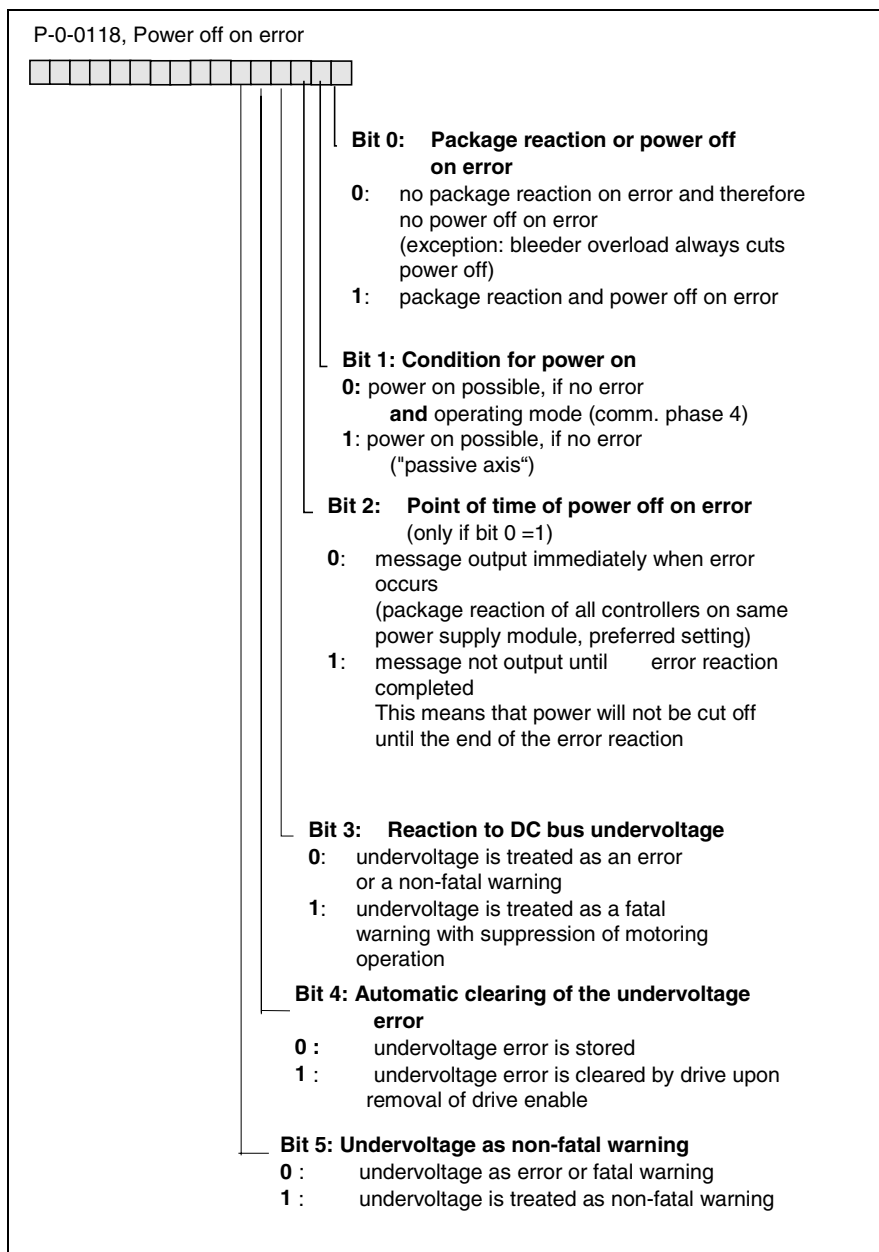 P-0-0118, Power off on error
Bit 0: Package reaction or power off
on error
0: no package reaction on error and therefore
no power off on error
(exception: bleeder overload always cuts
power off)
1: package reaction and power off on error
Bit 1: Condition for power on
0: power on possible, if no error
and operating mode (comm. phase 4)
1: power on possible, if no error
("passive axis“)
Bit 2: Point of time of power off on error
(only if bit 0 =1)
0: message output immediately when error
occurs
(package reaction of all controllers on same
power supply module, preferred setting)
1: message not output until error reaction
completed
This means that power will not be cut off
until the end of the error reaction
Bit 3: Reaction to DC bus undervoltage
0: undervoltage is treated as an error
or a non-fatal warning
1: undervoltage is treated as a fatal
warning with suppression of motoring
operation
Bit 4: Automatic clearing of the undervoltage
error
0 : undervoltage error is stored
1 : undervoltage error is cleared by drive upon
removal of drive enable
Bit 5: Undervoltage as non-fatal warning
0 : undervoltage as error or fatal warning
1 : undervoltage is treated as non-fatal warning